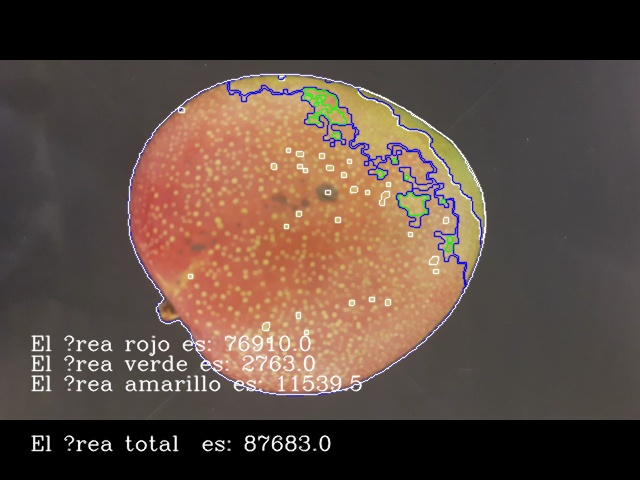 El ?rea rojo es: 76910.0
El ?rea verde es: 2763.0
El ?rea amarillo es: 11539.5
El ?rea total es: 87683.0